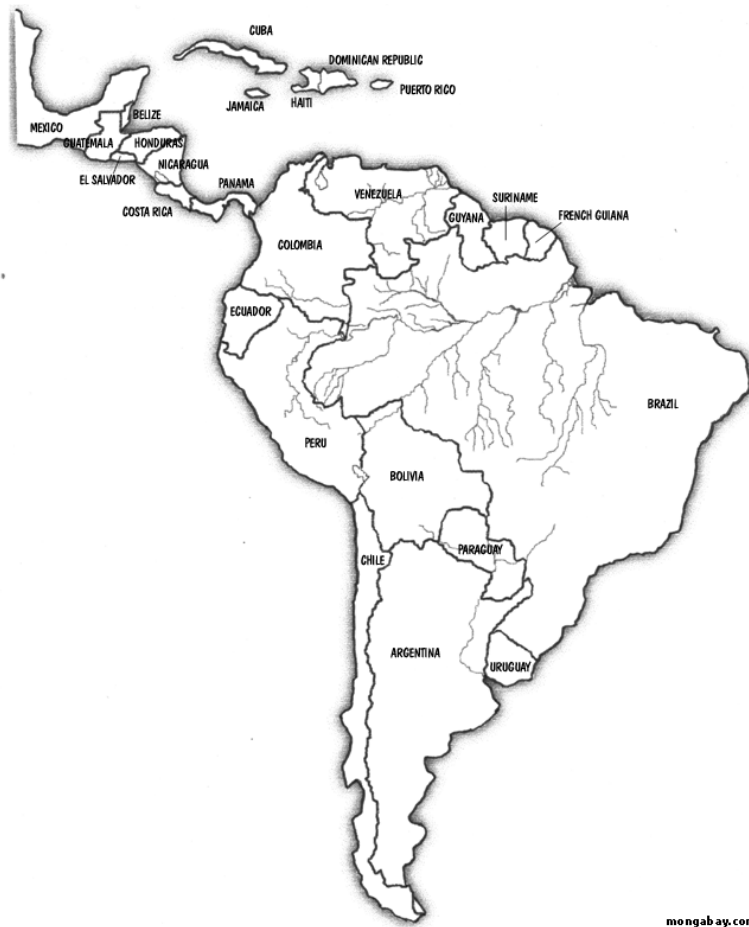 CUBA
DOMINICAN REPUBLIC
PUERTO RICO
JAMAICA
HAITI
BELIZE
MEXICO
GUATEMALA
HONDURAS
NICARAGUA
EL SALVADOR
PANAMA
COSTA RICA
VENEZUELA
SURINAME
GUYANA
FRENCH GUIANA
COLOMBIA
ECUADOR
BRAZIL
PERU
BOLIVIA
PARAGUAY
CHILE
ARGENTINA
URUGUAY
mongabay.com